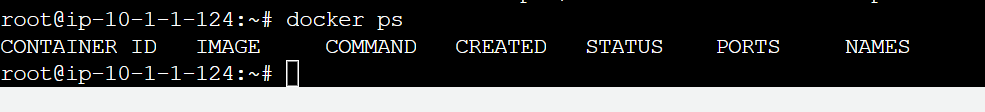 root@ip-10-1-1-124:~# docker ps
CONTAINER ID   IMAGE     COMMAND   CREATED   STATUS    PORTS     NAMES
root@ip-10-1-1-124:~#